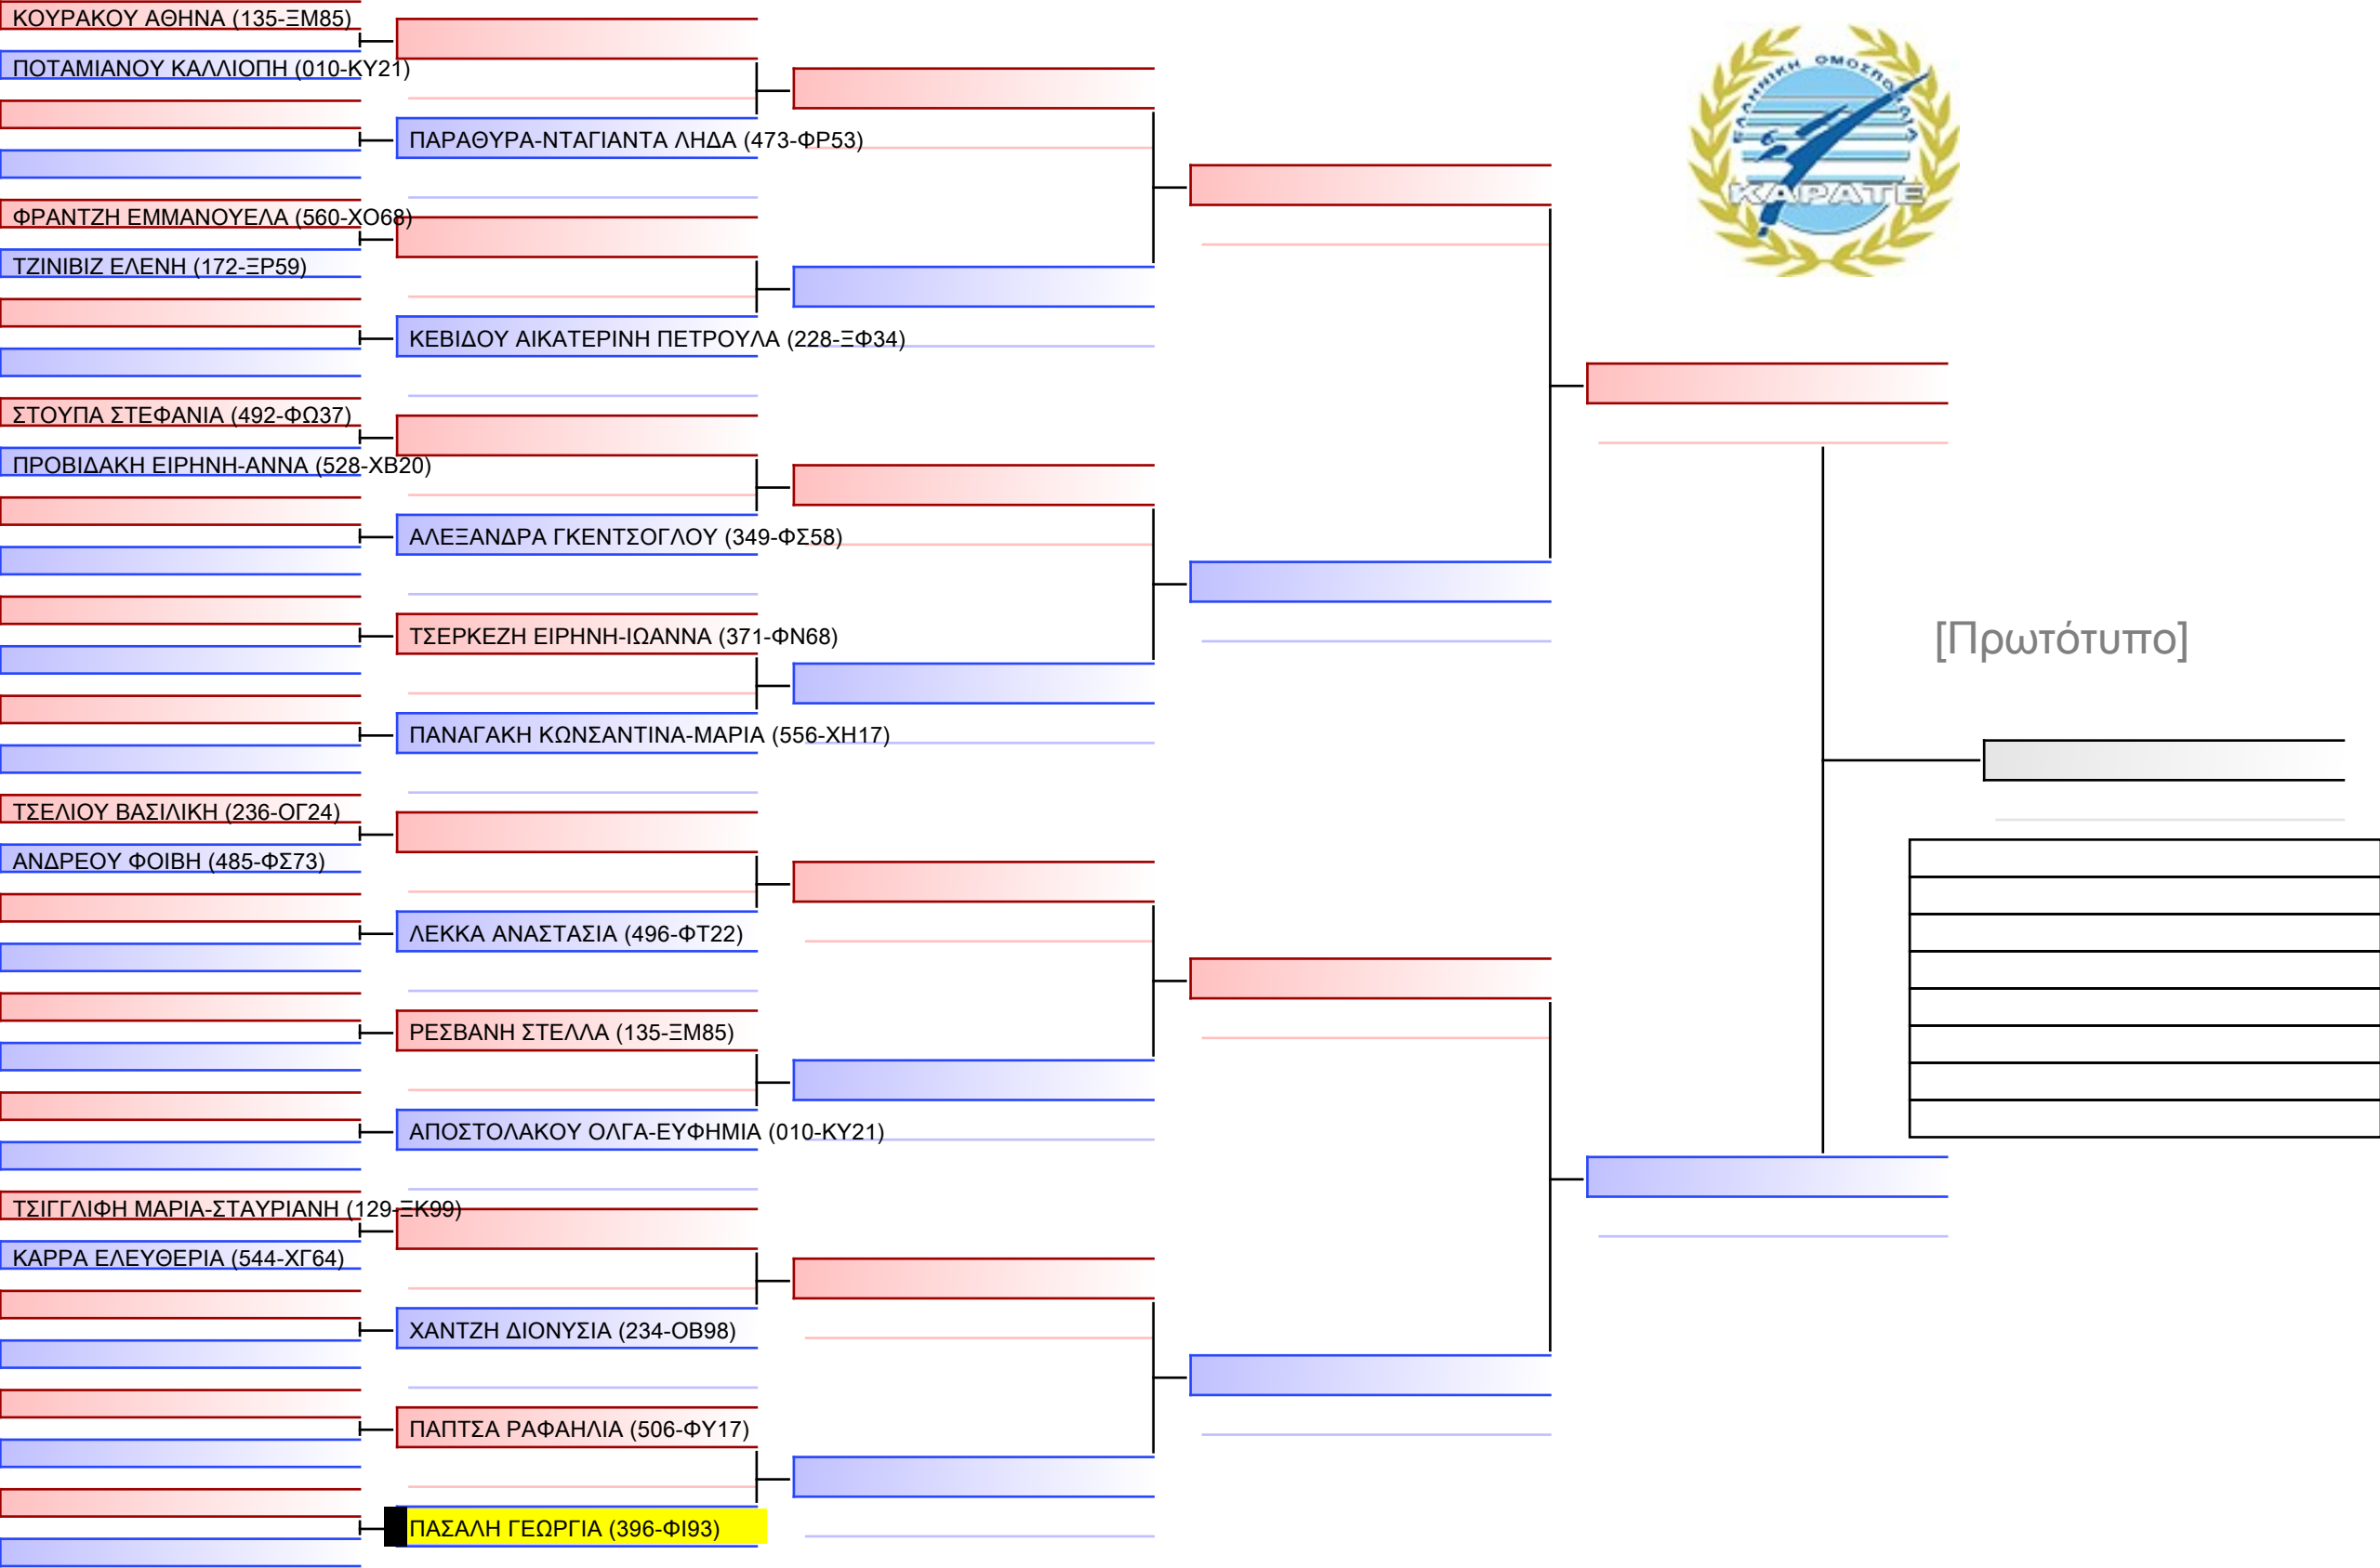 ΚΟΥΡΑΚΟΥ ΑΘΗΝΑ (135-ΞΜ85)
ΠΟΤΑΜΙΑΝΟΥ ΚΑΛΛΙΟΠΗ (010-ΚΥ21)
ΠΑΡΑΘΥΡΑ-ΝΤΑΓΙΑΝΤΑ ΛΗΔΑ (473-ΦΡ53)
ΦΡΑΝΤΖΗ ΕΜΜΑΝΟΥΕΛΑ (560-ΧΟ68)
ΤΖΙΝΙΒΙΖ ΕΛΕΝΗ (172-ΞΡ59)
ΚΕΒΙΔΟΥ ΑΙΚΑΤΕΡΙΝΗ ΠΕΤΡΟΥΛΑ (228-ΞΦ34)
ΣΤΟΥΠΑ ΣΤΕΦΑΝΙΑ (492-ΦΩ37)
ΠΡΟΒΙΔΑΚΗ ΕΙΡΗΝΗ-ΑΝΝΑ (528-ΧΒ20)
ΑΛΕΞΑΝΔΡΑ ΓΚΕΝΤΣΟΓΛΟΥ (349-ΦΣ58)
ΤΣΕΡΚΕΖΗ ΕΙΡΗΝΗ-ΙΩΑΝΝΑ (371-ΦΝ68)
ΠΑΝΑΓΑΚΗ ΚΩΝΣΑΝΤΙΝΑ-ΜΑΡΙΑ (556-ΧΗ17)
ΤΣΕΛΙΟΥ ΒΑΣΙΛΙΚΗ (236-ΟΓ24)
ΑΝΔΡΕΟΥ ΦΟΙΒΗ (485-ΦΣ73)
ΛΕΚΚΑ ΑΝΑΣΤΑΣΙΑ (496-ΦΤ22)
ΡΕΣΒΑΝΗ ΣΤΕΛΛΑ (135-ΞΜ85)
ΑΠΟΣΤΟΛΑΚΟΥ ΟΛΓΑ-ΕΥΦΗΜΙΑ (010-ΚΥ21)
ΤΣΙΓΓΛΙΦΗ ΜΑΡΙΑ-ΣΤΑΥΡΙΑΝΗ (129-ΞΚ99)
ΚΑΡΡΑ ΕΛΕΥΘΕΡΙΑ (544-ΧΓ64)
ΧΑΝΤΖΗ ΔΙΟΝΥΣΙΑ (234-ΟΒ98)
ΠΑΠΤΣΑ ΡΑΦΑΗΛΙΑ (506-ΦΥ17)
ΠΑΣΑΛΗ ΓΕΩΡΓΙΑ (396-ΦΙ93)
ΕΛΛΗΝΙΚΗ ΟΜΟΣΠΟΝΔΙΑ
ΚΑΡΑΤΕ
[Πρωτότυπο]